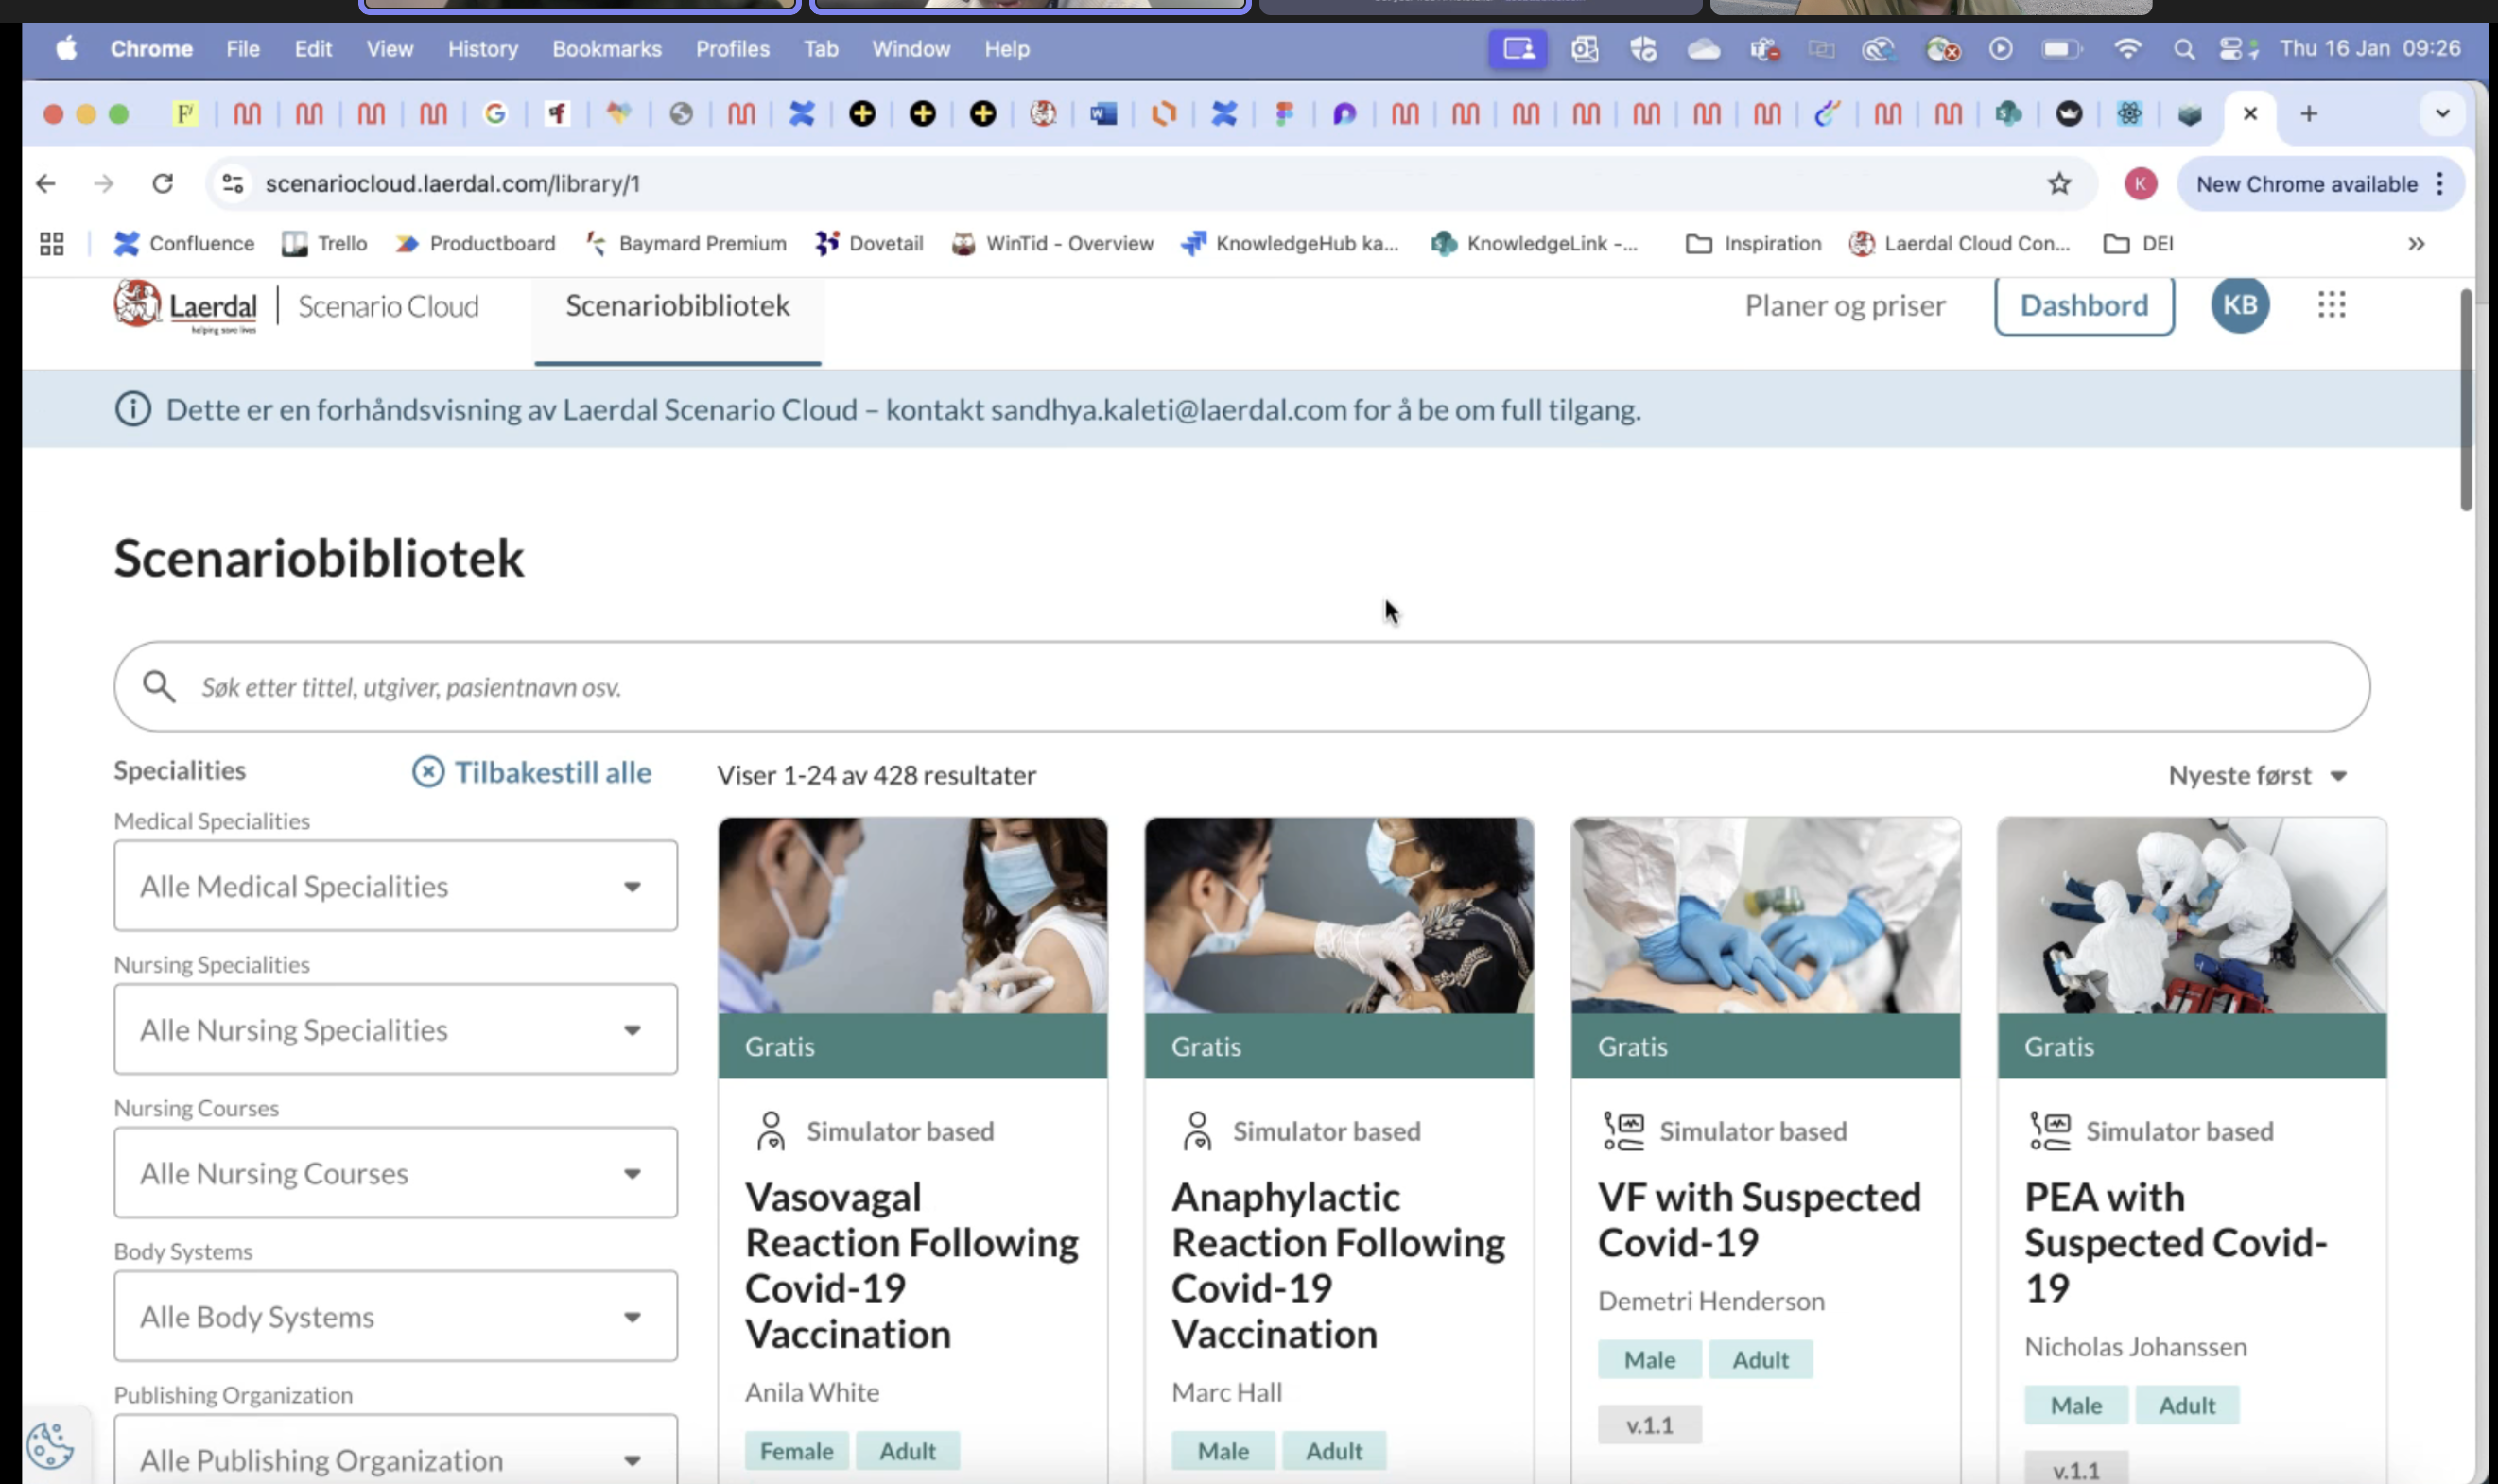 Chrome File Edit View History Bookmarks Profiles Tab Window Help Thu 16 Jan 09:26
scenariocloud.laerdal.com/library/1 K New Chrome available
Confluence Trello Productboard Baymard Premium Dovetail WinTid - Overview KnowledgeHub ka... KnowledgeLink -... Inspiration Laerdal Cloud Con... DEI
Laerdal helping save lives Scenario Cloud Scenariobibliotek Planer og priser Dashbord KB
Dette er en forhåndsvisning av Laerdal Scenario Cloud – kontakt sandhya.kaleti@laerdal.com for å be om full tilgang.
Scenariobibliotek
Søk etter tittel, utgiver, pasientnavn osv.
Specialities Tilbakestill alle
Medical Specialities
Alle Medical Specialities
Nursing Specialities
Alle Nursing Specialities
Nursing Courses
Alle Nursing Courses
Body Systems
Alle Body Systems
Publishing Organization
Alle Publishing Organization
Viser 1-24 av 428 resultater Nyeste først
Gratis
Simulator based
Vasovagal
Reaction Following
Covid-19
Vaccination
Anila White
Female Adult
Gratis
Simulator based
Anaphylactic
Reaction Following
Covid-19
Vaccination
Marc Hall
Male Adult
Gratis
Simulator based
VF with Suspected
Covid-19
Demetri Henderson
Male Adult
v.1.1
Gratis
Simulator based
PEA with
Suspected Covid-
19
Nicholas Johanssen
Male Adult
v.1.1